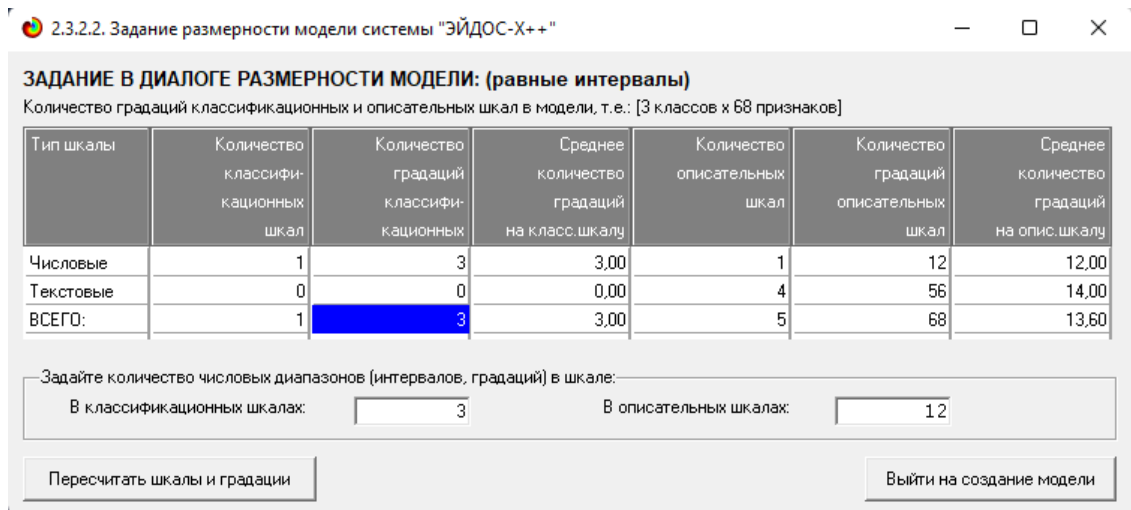 2.3.2.2. Задание размерности модели системы "ЭЙДОС-X++"
ЗАДАНИЕ В ДИАЛОГЕ РАЗМЕРНОСТИ МОДЕЛИ: (равные интервалы)
Количество градаций классификационных и описательных шкал в модели, т.е.: [3 классов x 68 признаков]
Тип шкалы Количество Количество Среднее Количество Количество Среднее
классифи- градаций количество описательных градаций количество
кационных классифи- градаций шкал описательных градаций
шкал кационных на класс.шкалу шкал на опис.шкалу
Числовые 1 3 3,00 1 12 12,00
Текстовые 0 0 0,00 4 56 14,00
ВСЕГО: 1 3 3,00 5 68 13,60
Задайте количество числовых диапазонов (интервалов, градаций) в шкале:
В классификационных шкалах: 3 В описательных шкалах: 12
Пересчитать шкалы и градации Выйти на создание модели